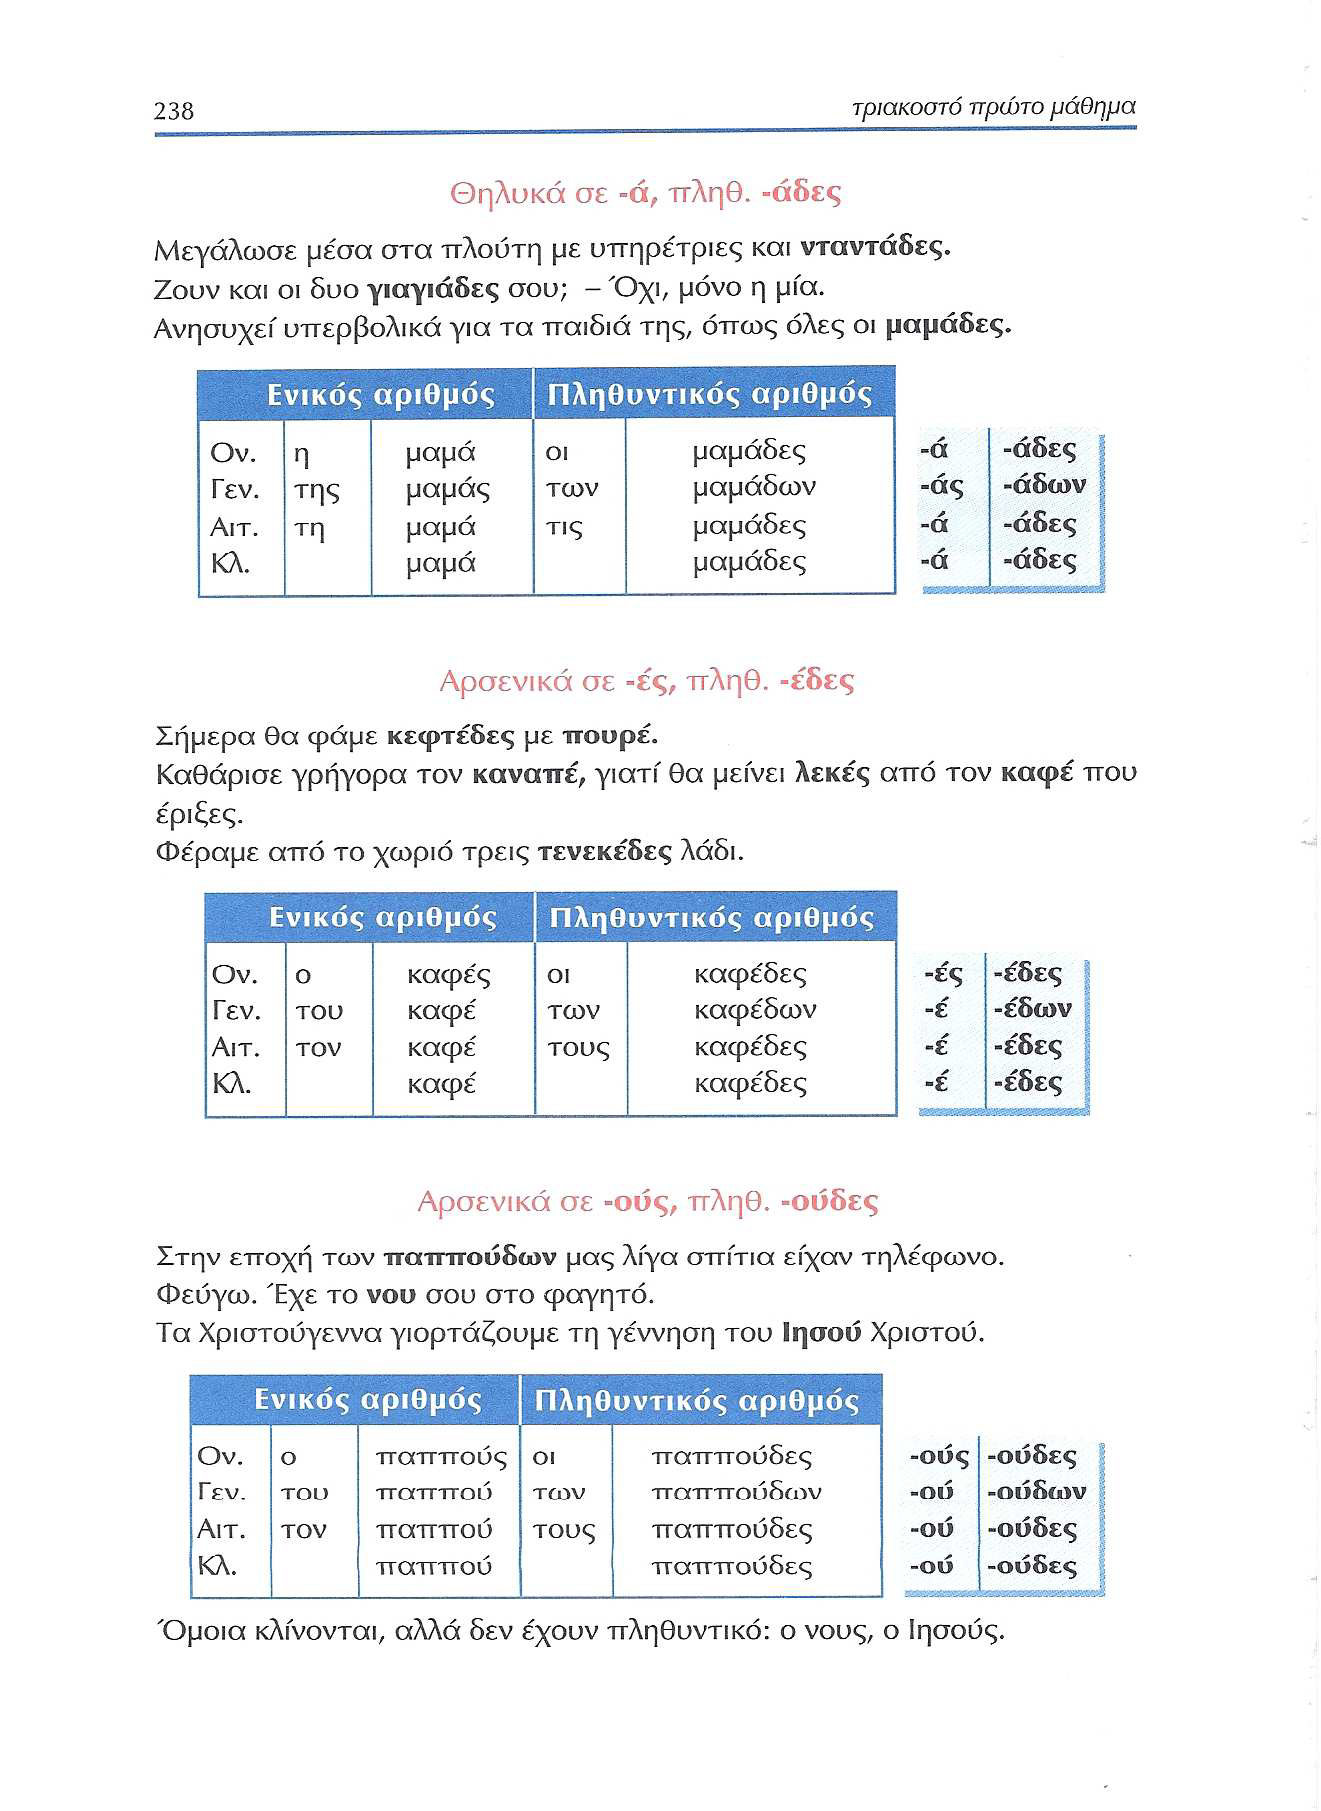 238 τριακοστό πρώτο μάθημα
Θηλυκά σε -ά, πληθ. -άδες
Μεγάλωσε μέσα στα πλούτη με υπηρέτριες και νταντάδες.
Ζουν και οι δυο γιαγιάδες σου; – Όχι, μόνο η μία.
Ανησυχεί υπερβολικά για τα παιδιά της, όπως όλες οι μαμάδες.
Ενικός αριθμός Πληθυντικός αριθμός
Ον. η μαμά οι μαμάδες -ά -άδες
Γεν. της μαμάς των μαμάδων -άς -άδων
Αιτ. τη μαμά τις μαμάδες -ά -άδες
Κλ. μαμά μαμάδες -ά -άδες
Αρσενικά σε -ές, πληθ. -έδες
Σήμερα θα φάμε κεφτέδες με πουρέ.
Καθάρισε γρήγορα τον καναπέ, γιατί θα μείνει λεκές από τον καφέ που
έριξες.
Φέραμε από το χωριό τρεις τενεκέδες λάδι.
Ενικός αριθμός Πληθυντικός αριθμός
Ον. ο καφές οι καφέδες -ές -έδες
Γεν. του καφέ των καφέδων -έ -έδων
Αιτ. τον καφέ τους καφέδες -έ -έδες
Κλ. καφέ καφέδες -έ -έδες
Αρσενικά σε -ούς, πληθ. -ούδες
Στην εποχή των παππούδων μας λίγα σπίτια είχαν τηλέφωνο.
Φεύγω. Έχε το νου σου στο φαγητό.
Τα Χριστούγεννα γιορτάζουμε τη γέννηση του Ιησού Χριστού.
Ενικός αριθμός Πληθυντικός αριθμός
Ον. ο παππούς οι παππούδες -ούς -ούδες
Γεν. του παππού των παππούδων -ού -ούδων
Αιτ. τον παππού τους παππούδες -ού -ούδες
Κλ. παππού παππούδες -ού -ούδες
Όμοια κλίνονται, αλλά δεν έχουν πληθυντικό: ο νους, ο Ιησούς.